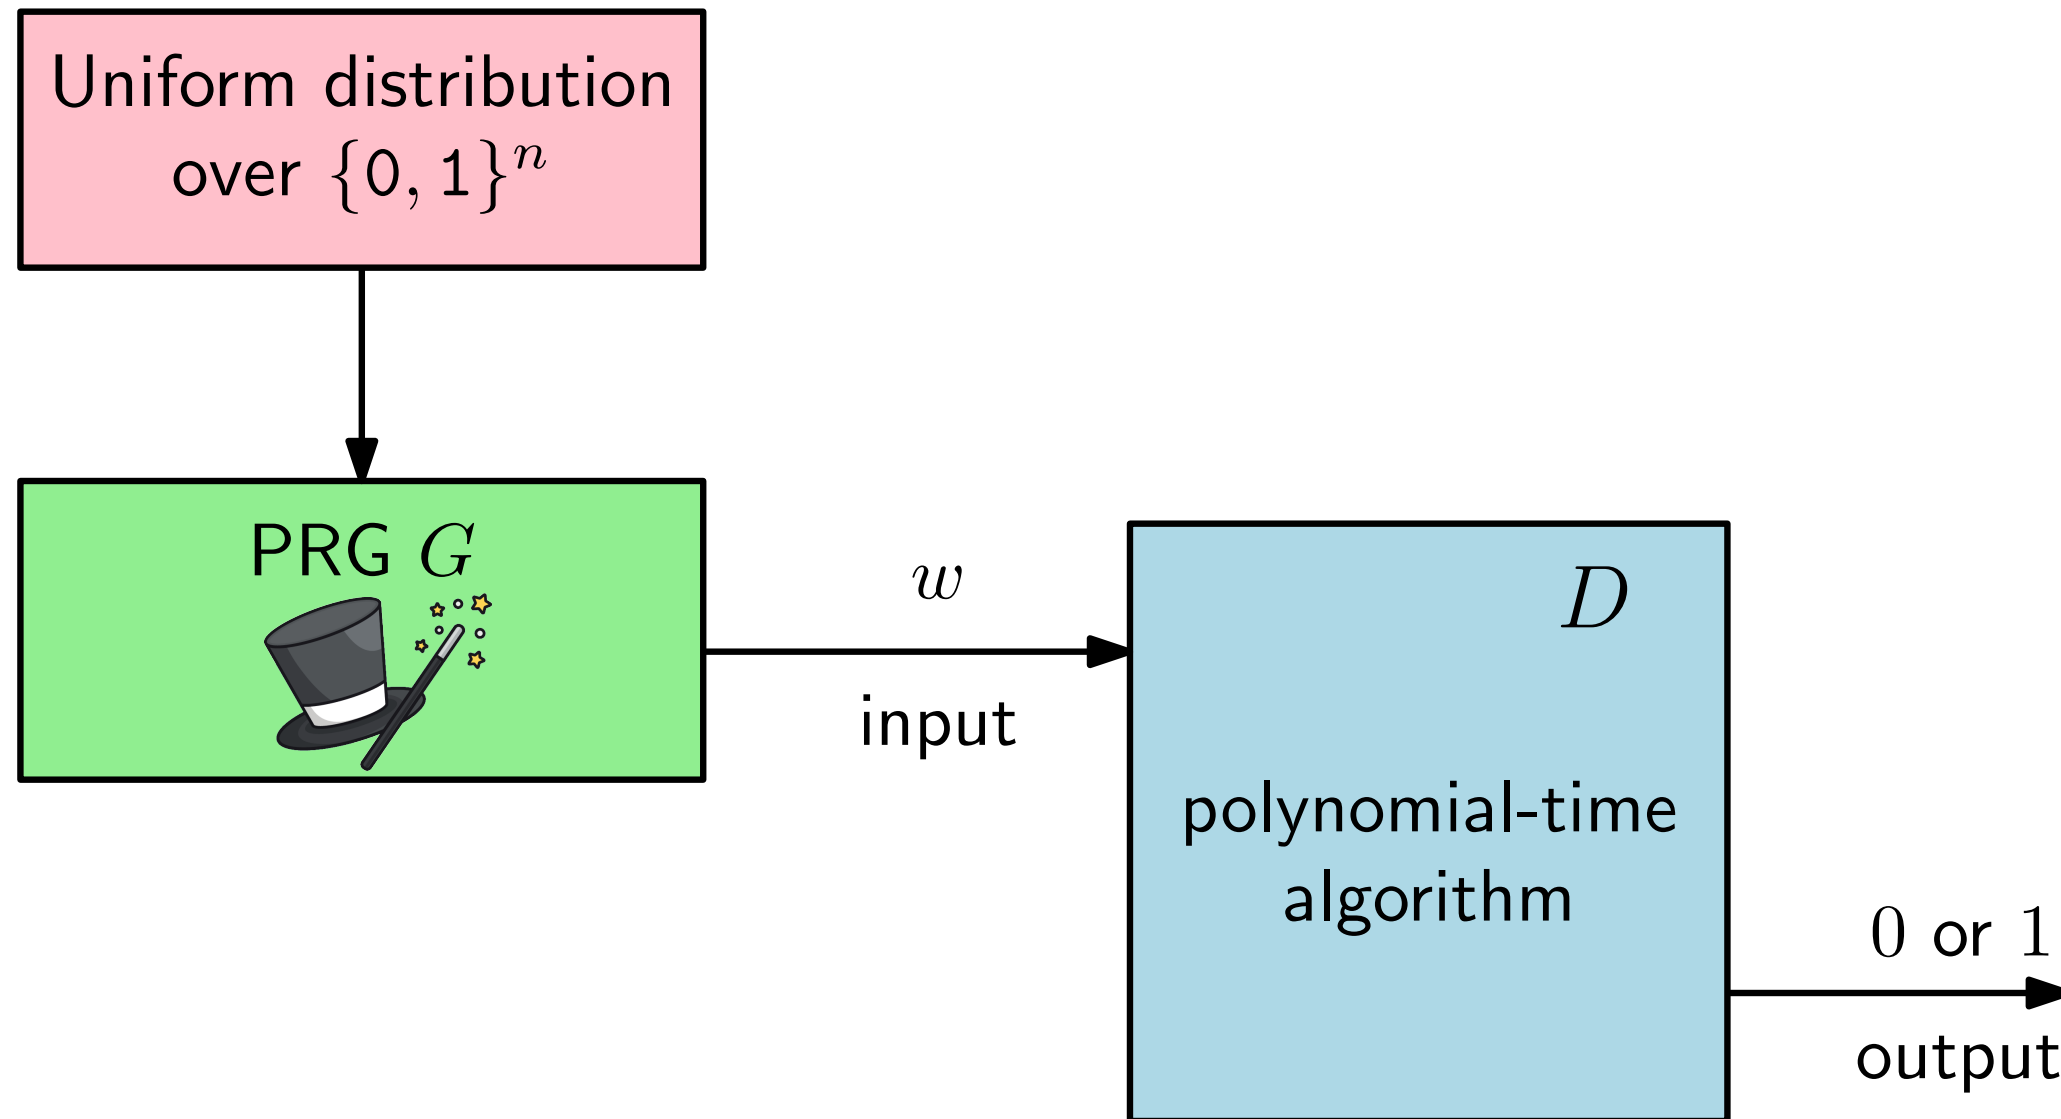 Uniform distribution
over {0, 1}ⁿ
PRG G
w
input
D
polynomial-time
algorithm
0 or 1
output